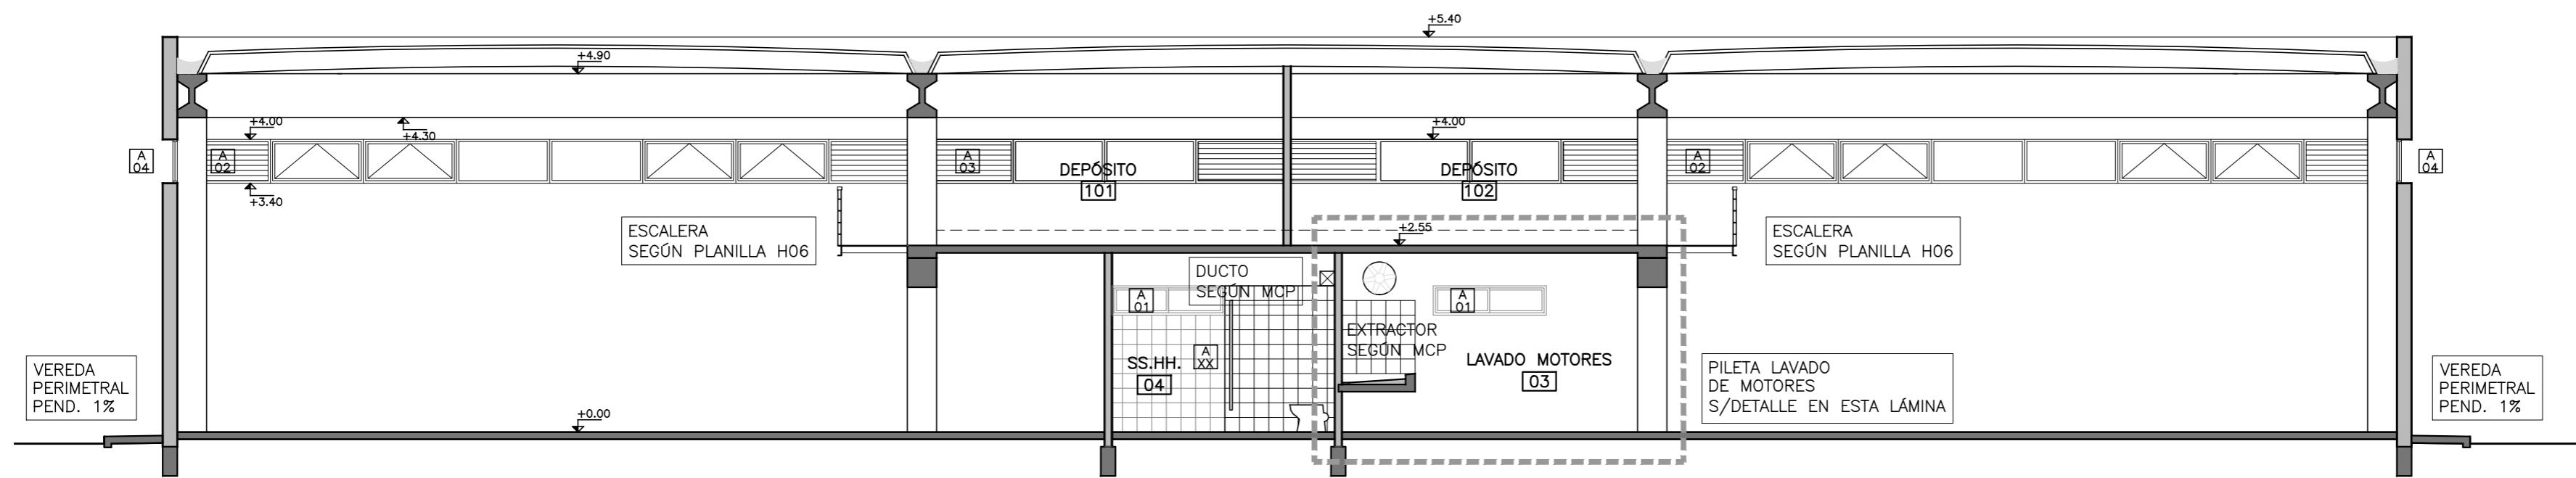 +5.40
+4.90
+4.00
+4.30
+4.00
A
04
A
02
A
03
DEPÓSITO
101
DEPÓSITO
102
A
02
A
04
+3.40
ESCALERA
SEGÚN PLANILLA H06
+2.55
ESCALERA
SEGÚN PLANILLA H06
DUCTO
SEGÚN MCP
A
01
A
01
EXTRACTOR
SEGÚN MCP
SS.HH.
04
A
XX
LAVADO MOTORES
03
VEREDA
PERIMETRAL
PEND. 1%
PILETA LAVADO
DE MOTORES
S/DETALLE EN ESTA LÁMINA
VEREDA
PERIMETRAL
PEND. 1%
+0.00